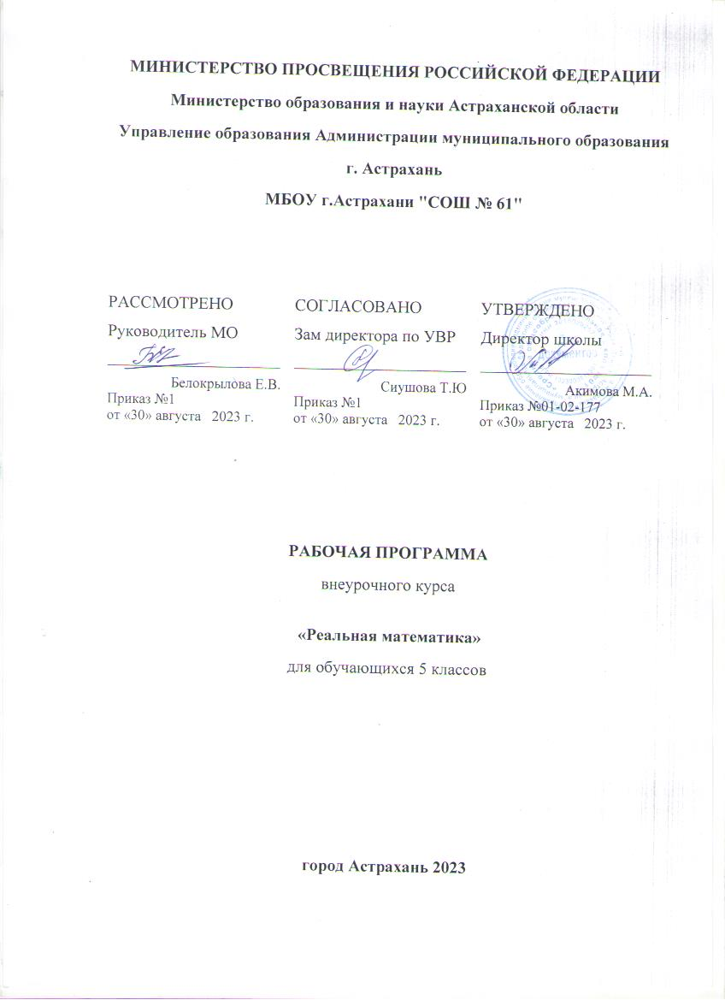 МИНИСТЕРСТВО ПРОСВЕЩЕНИЯ РОССИЙСКОЙ ФЕДЕРАЦИИ
Министерство образования и науки Астраханской области
Управление образования Администрации муниципального образования
г. Астрахань
МБОУ г.Астрахани "СОШ № 61"
РАССМОТРЕНО
Руководитель МО
Белокрылова Е.В.
Приказ №1
от «30» августа 2023 г.
СОГЛАСОВАНО
Зам директора по УВР
Сиушова Т.Ю
Приказ №1
от «30» августа 2023 г.
УТВЕРЖДЕНО
Директор школы
Акимова М.А.
Приказ №01-02-177
от «30» августа 2023 г.
РАБОЧАЯ ПРОГРАММА
внеурочного курса
«Реальная математика»
для обучающихся 5 классов
город Астрахань 2023